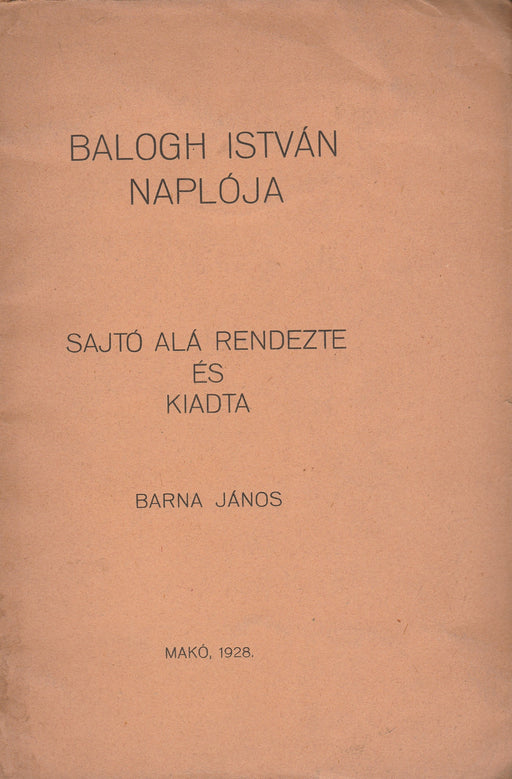 BALOGH ISTVÁN
NAPLÓJA
SAJTÓ ALÁ RENDEZTE
ÉS
KIADTA
BARNA JÁNOS
MAKÓ, 1928.